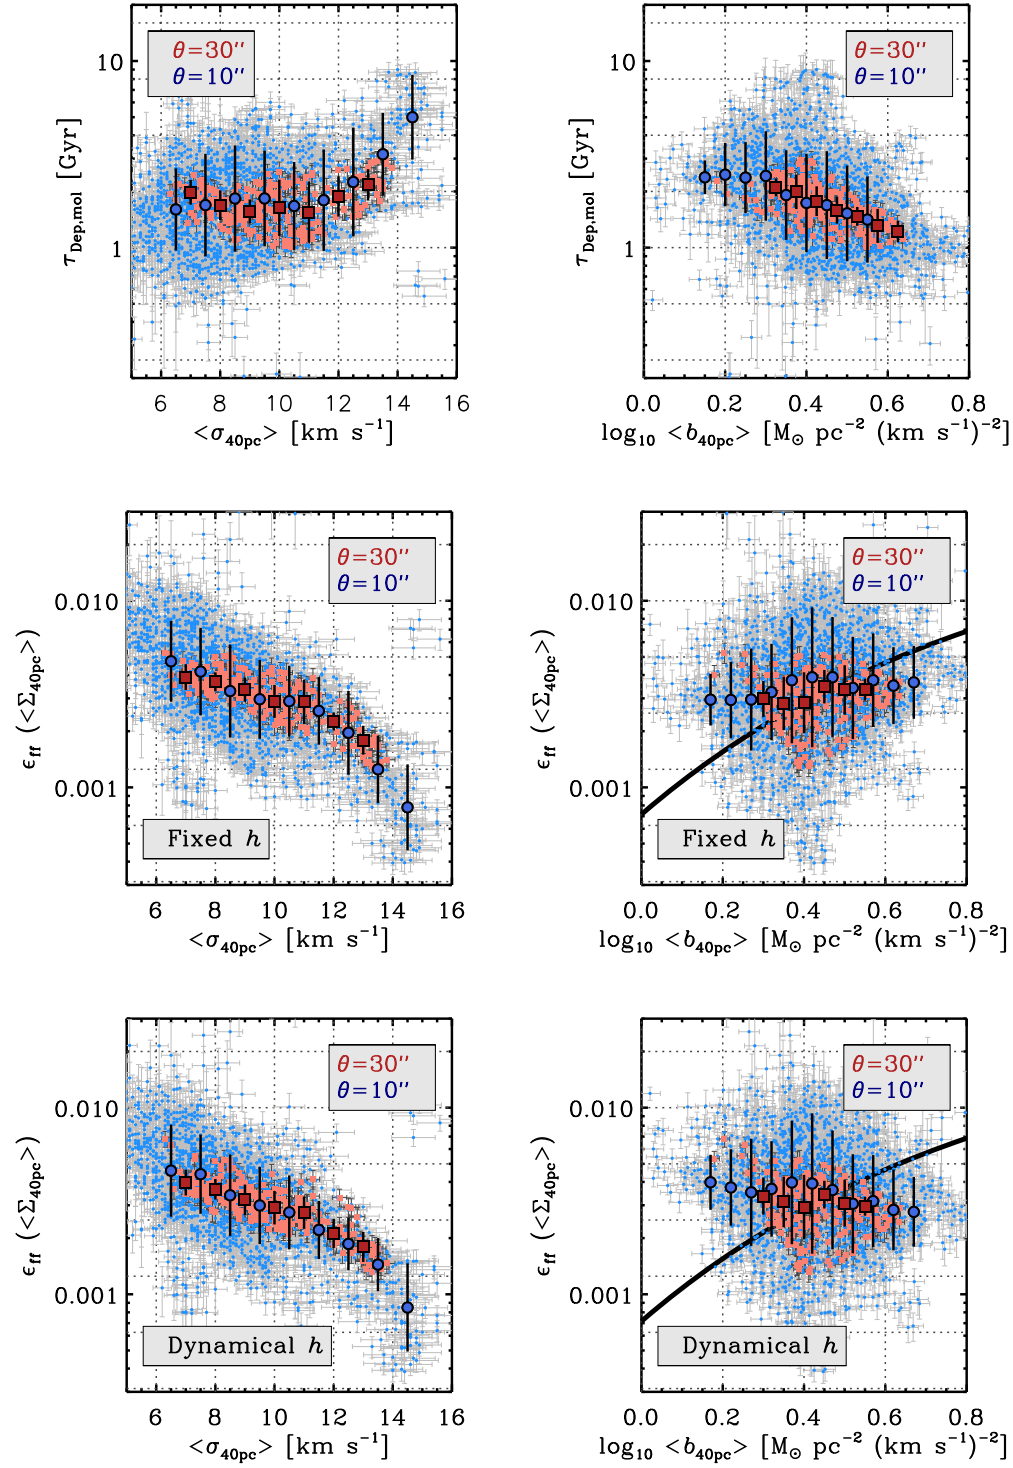 θ=30″
θ=10″
10
1
τDep,mol [Gyr]
6 8 10 12 14 16
<σ40pc> [km s⁻¹]
θ=30″
θ=10″
10
1
τDep,mol [Gyr]
0.0 0.2 0.4 0.6 0.8
log10 <b40pc> [M⊙ pc⁻² (km s⁻¹)⁻²]
θ=30″
θ=10″
0.010
0.001
ϵff (<Σ40pc>)
Fixed h
6 8 10 12 14 16
<σ40pc> [km s⁻¹]
θ=30″
θ=10″
0.010
0.001
ϵff (<Σ40pc>)
Fixed h
0.0 0.2 0.4 0.6 0.8
log10 <b40pc> [M⊙ pc⁻² (km s⁻¹)⁻²]
θ=30″
θ=10″
0.010
0.001
ϵff (<Σ40pc>)
Dynamical h
6 8 10 12 14 16
<σ40pc> [km s⁻¹]
θ=30″
θ=10″
0.010
0.001
ϵff (<Σ40pc>)
Dynamical h
0.0 0.2 0.4 0.6 0.8
log10 <b40pc> [M⊙ pc⁻² (km s⁻¹)⁻²]